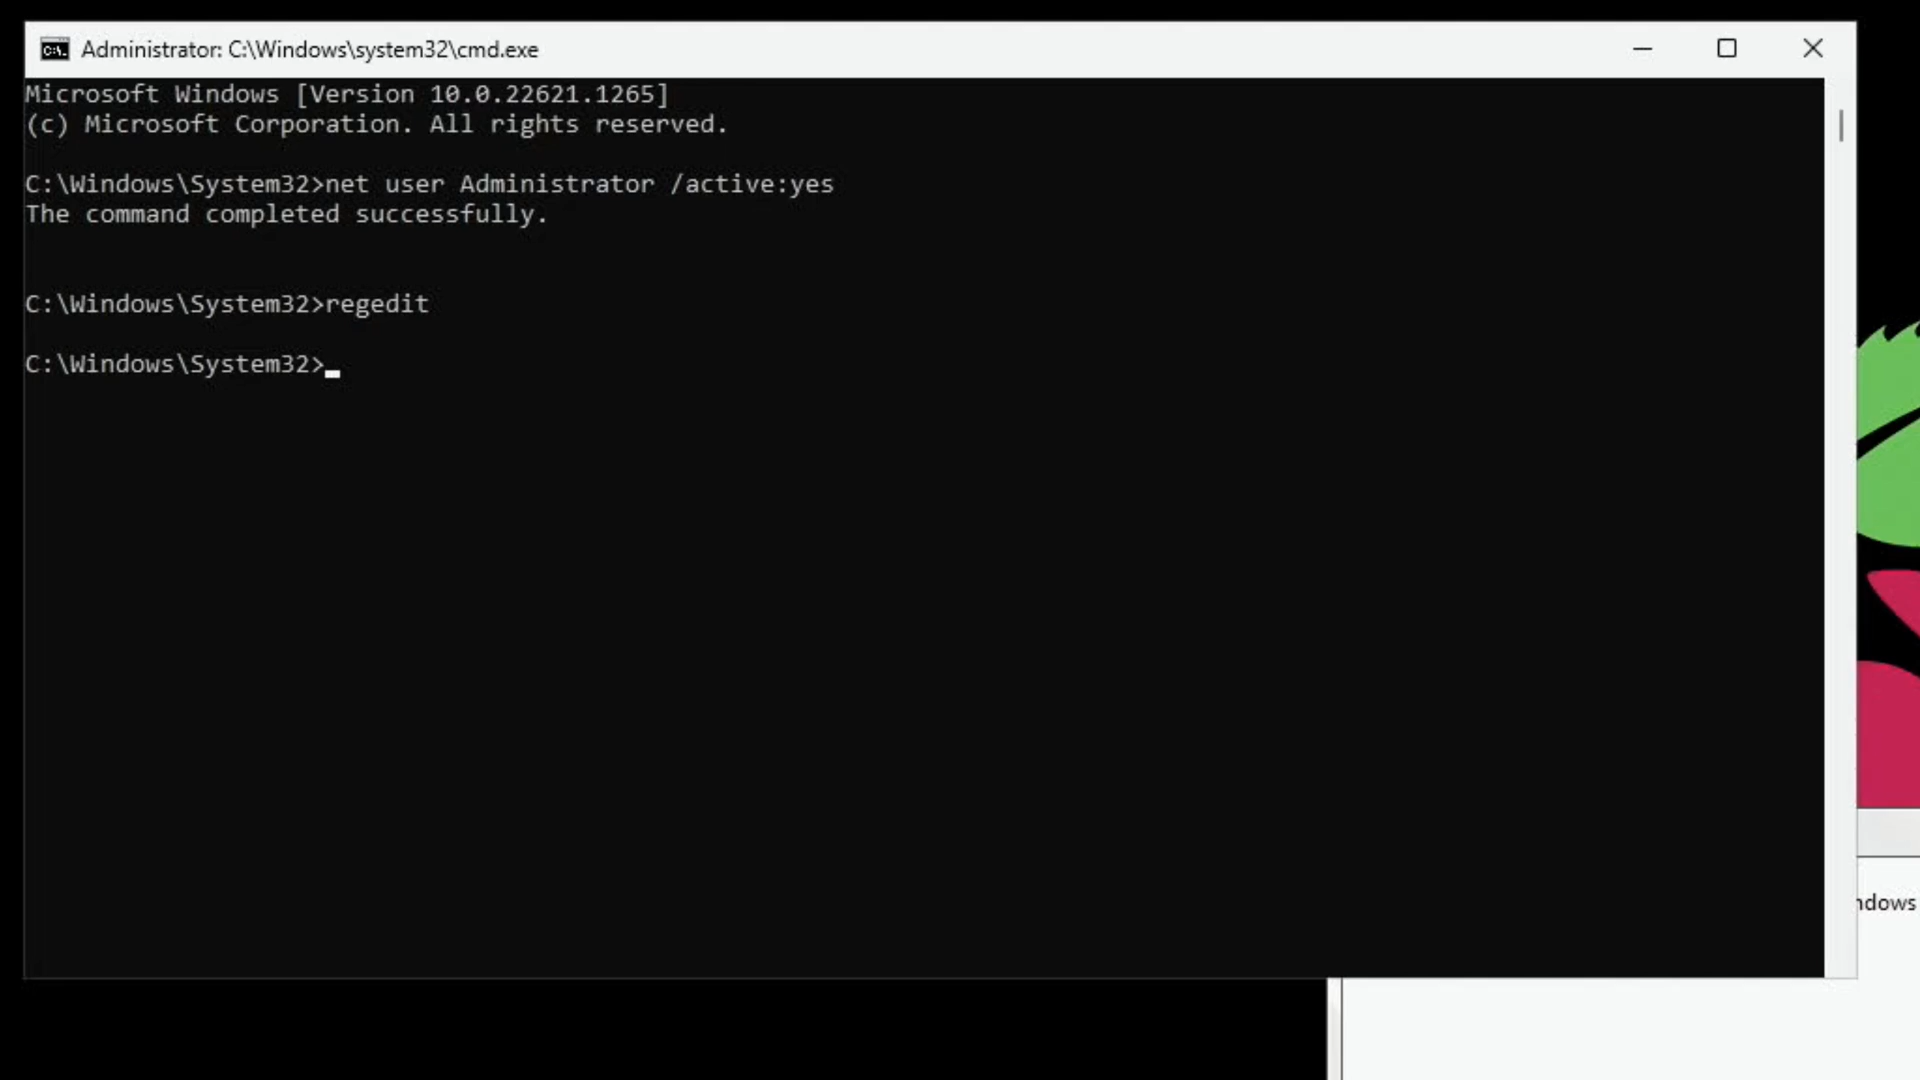 Administrator: C:\Windows\system32\cmd.exe
Microsoft Windows [Version 10.0.22621.1265]
(c) Microsoft Corporation. All rights reserved.
C:\Windows\System32>net user Administrator /active:yes
The command completed successfully.
C:\Windows\System32>regedit
C:\Windows\System32>
ndows